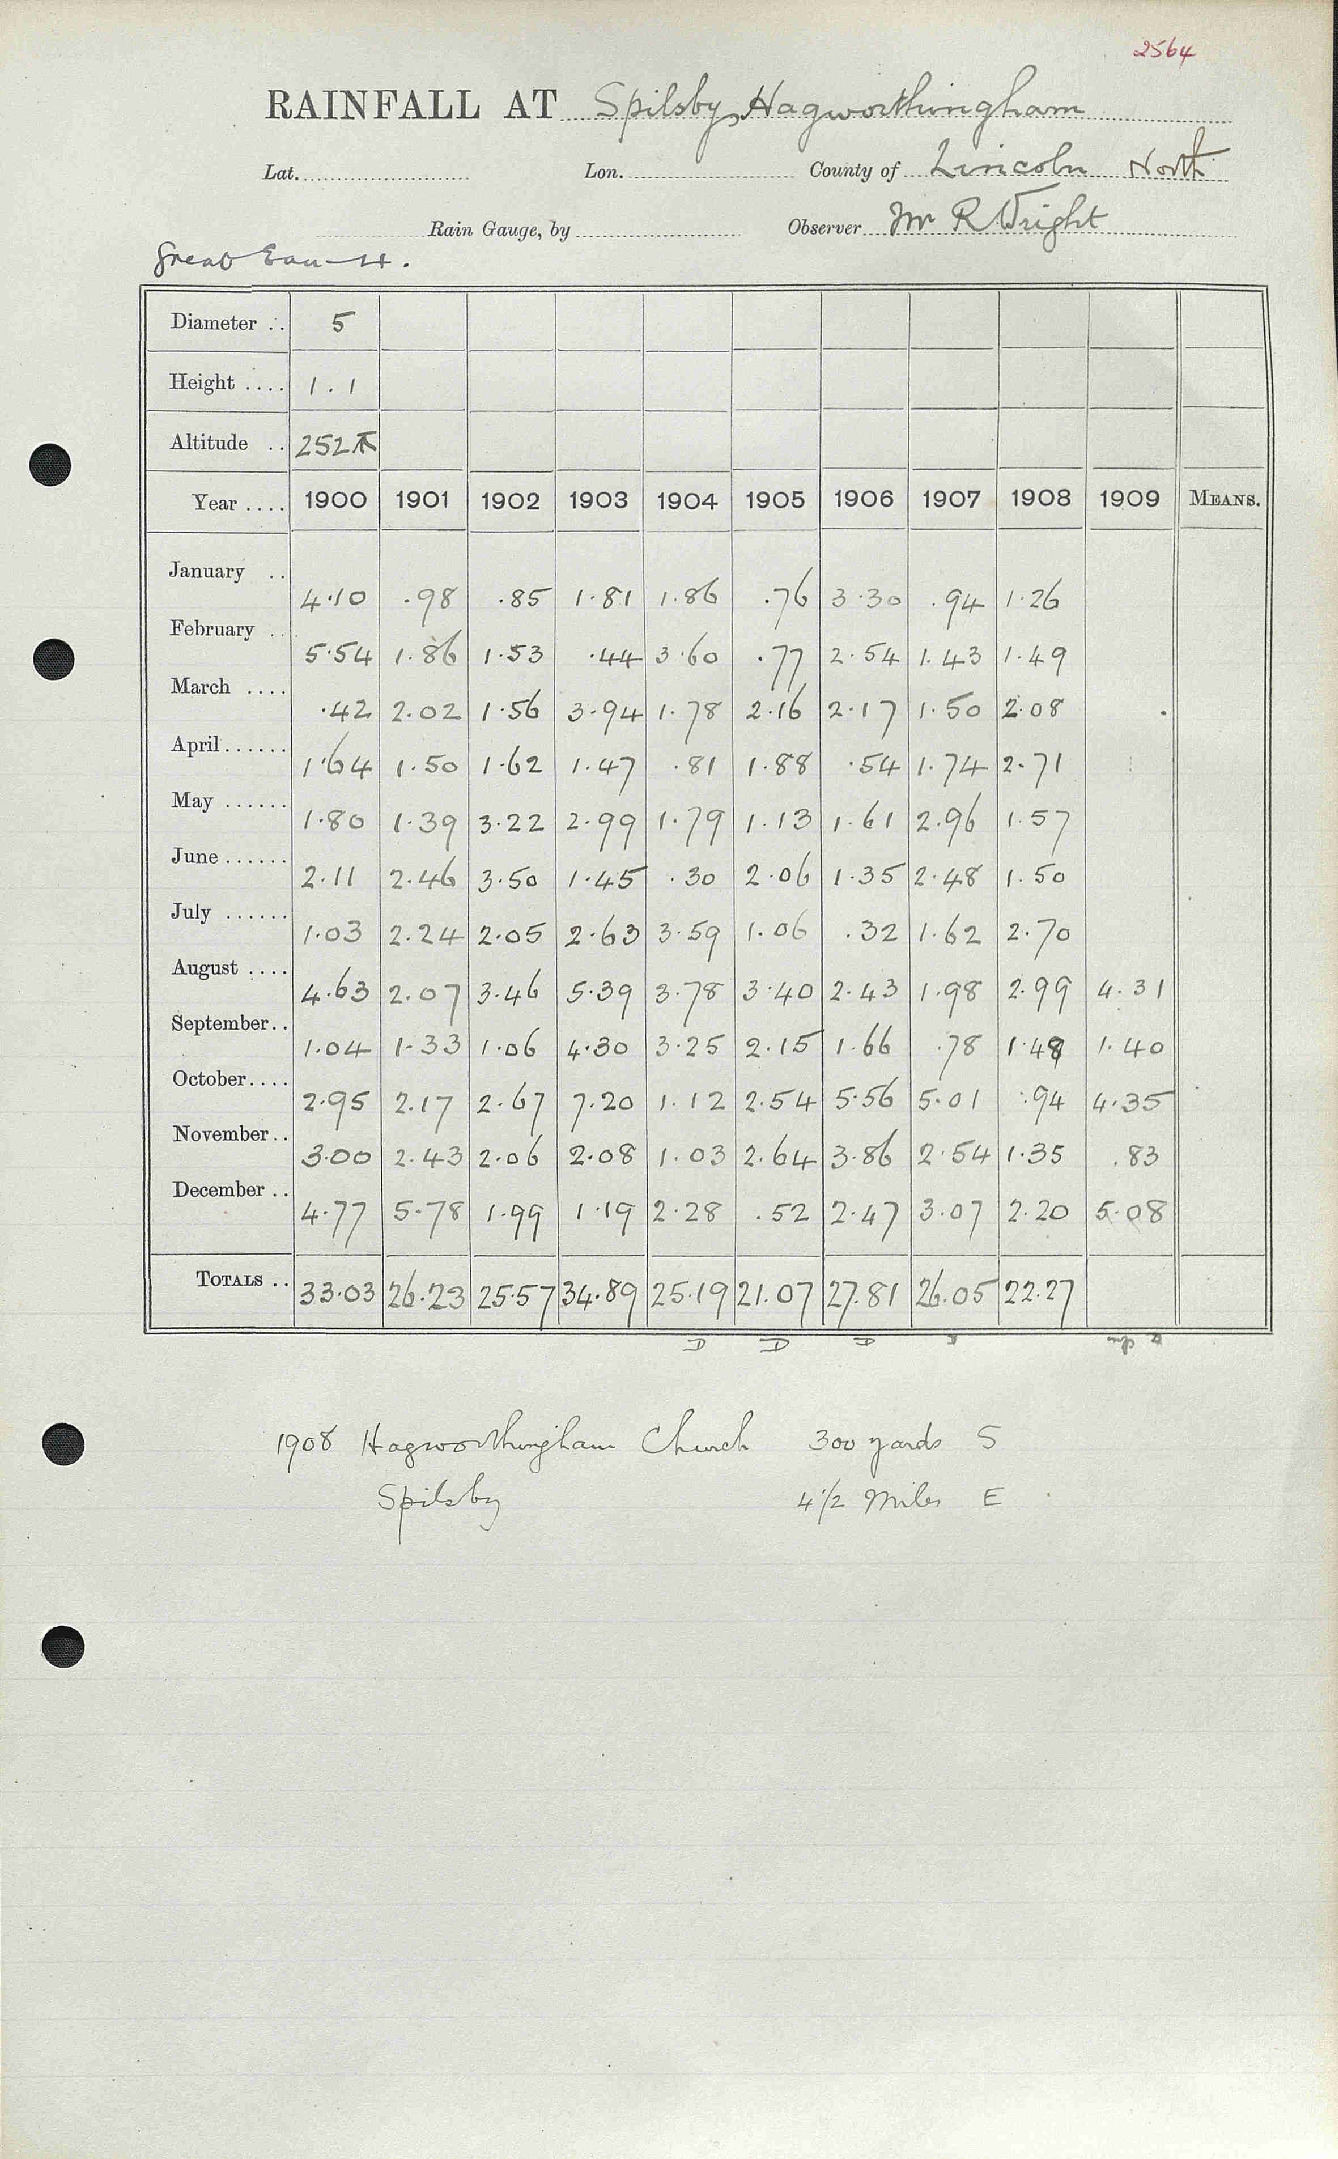 2564
RAINFALL AT Spilsby, Hagworthingham
Lat. Lon. County of Lincoln North
Rain Gauge, by Observer Mr R Wright
Great Eau H.
Diameter .. 5
Height .... 1.1
Altitude .. 252
Year .... 1900 1901 1902 1903 1904 1905 1906 1907 1908 1909 MEANS.
January .. 4.10 .98 .85 1.81 1.86 .76 3.30 .94 1.26
February .. 5.54 1.86 1.53 .44 3.60 .77 2.54 1.43 1.49
March .... .42 2.02 1.56 3.94 1.78 2.16 2.17 1.50 2.08
April...... 1.64 1.50 1.62 1.47 .81 1.88 .54 1.74 2.71
May ...... 1.80 1.39 3.22 2.99 1.79 1.13 1.61 2.96 1.57
June...... 2.11 2.46 3.50 1.45 .30 2.06 1.35 2.48 1.50
July ...... 1.03 2.24 2.05 2.63 3.59 1.06 .32 1.62 2.70
August .... 4.63 2.07 3.46 5.39 3.78 3.40 2.43 1.98 2.99 4.31
September.. 1.04 1.33 1.06 4.30 3.25 2.15 1.66 .78 1.48 1.40
October.... 2.95 2.17 2.67 7.20 1.12 2.54 5.56 5.01 .94 4.35
November.. 3.00 2.43 2.06 2.08 1.03 2.64 3.86 2.54 1.35 .83
December .. 4.77 5.78 1.99 1.19 2.28 .52 2.47 3.07 2.20 5.08
TOTALS .. 33.03 26.23 25.57 34.89 25.19 21.07 27.81 26.05 22.27
D D D
1908 Hagworthingham Church 300 yards S
Spilsby 4 1/2 Miles E